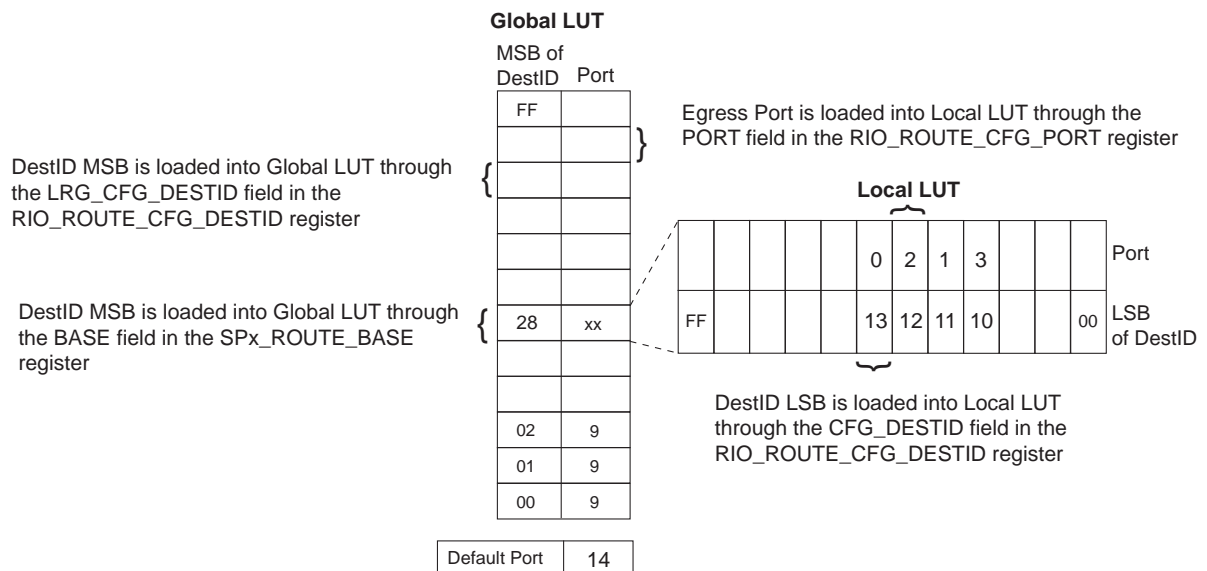 Global LUT
MSB of
DestID Port
FF
Egress Port is loaded into Local LUT through the
PORT field in the RIO_ROUTE_CFG_PORT register
}
DestID MSB is loaded into Global LUT through
the LRG_CFG_DESTID field in the
RIO_ROUTE_CFG_DESTID register
{
Local LUT
0 2 1 3
Port
FF 13 12 11 10 00
LSB
of DestID
DestID MSB is loaded into Global LUT through
the BASE field in the SPx_ROUTE_BASE
register
{
28 xx
DestID LSB is loaded into Local LUT
through the CFG_DESTID field in the
RIO_ROUTE_CFG_DESTID register
02 9
01 9
00 9
Default Port 14